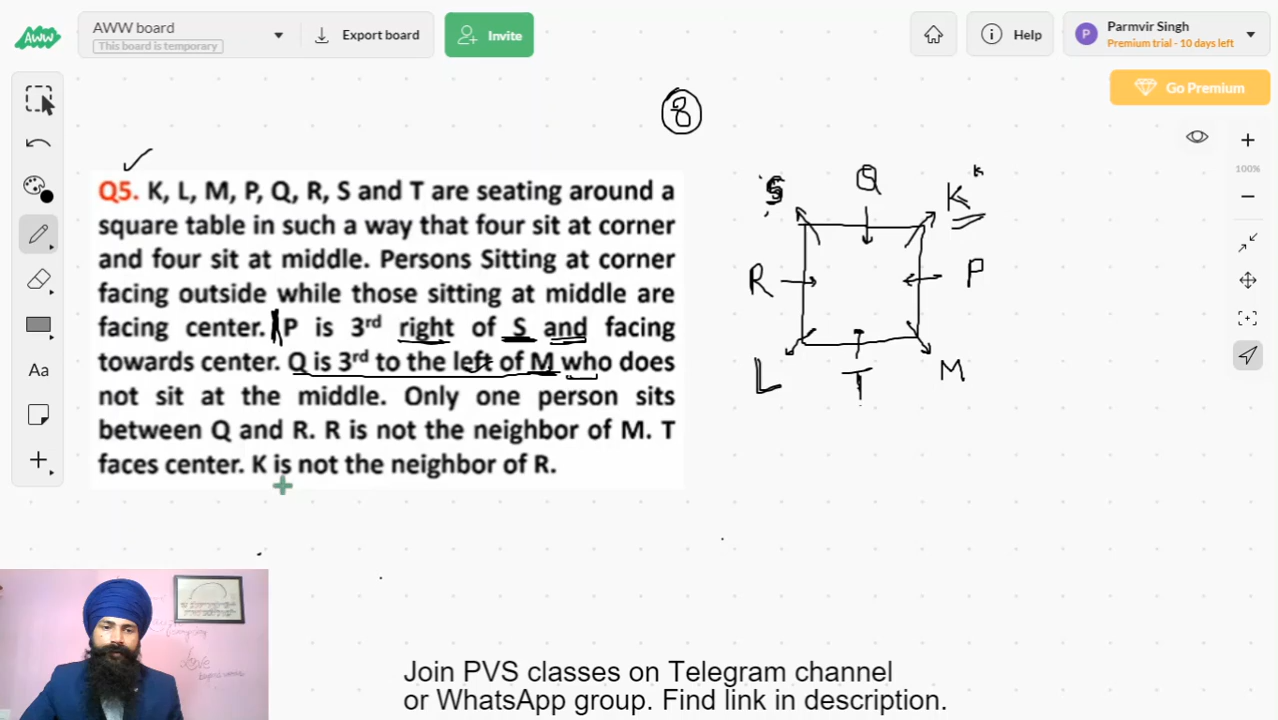 AWW
AWW board
This board is temporary
Export board
Invite
Help
P
Parmvir Singh
Premium trial - 10 days left
Go Premium
100%
8
Q5. K, L, M, P, Q, R, S and T are seating around a
square table in such a way that four sit at corner
and four sit at middle. Persons Sitting at corner
facing outside while those sitting at middle are
facing center. P is 3rd right of S and facing
towards center. Q is 3rd to the left of M who does
not sit at the middle. Only one person sits
between Q and R. R is not the neighbor of M. T
faces center. K is not the neighbor of R.
S Q K K
R P
L T M
Aa
Join PVS classes on Telegram channel
or WhatsApp group. Find link in description.